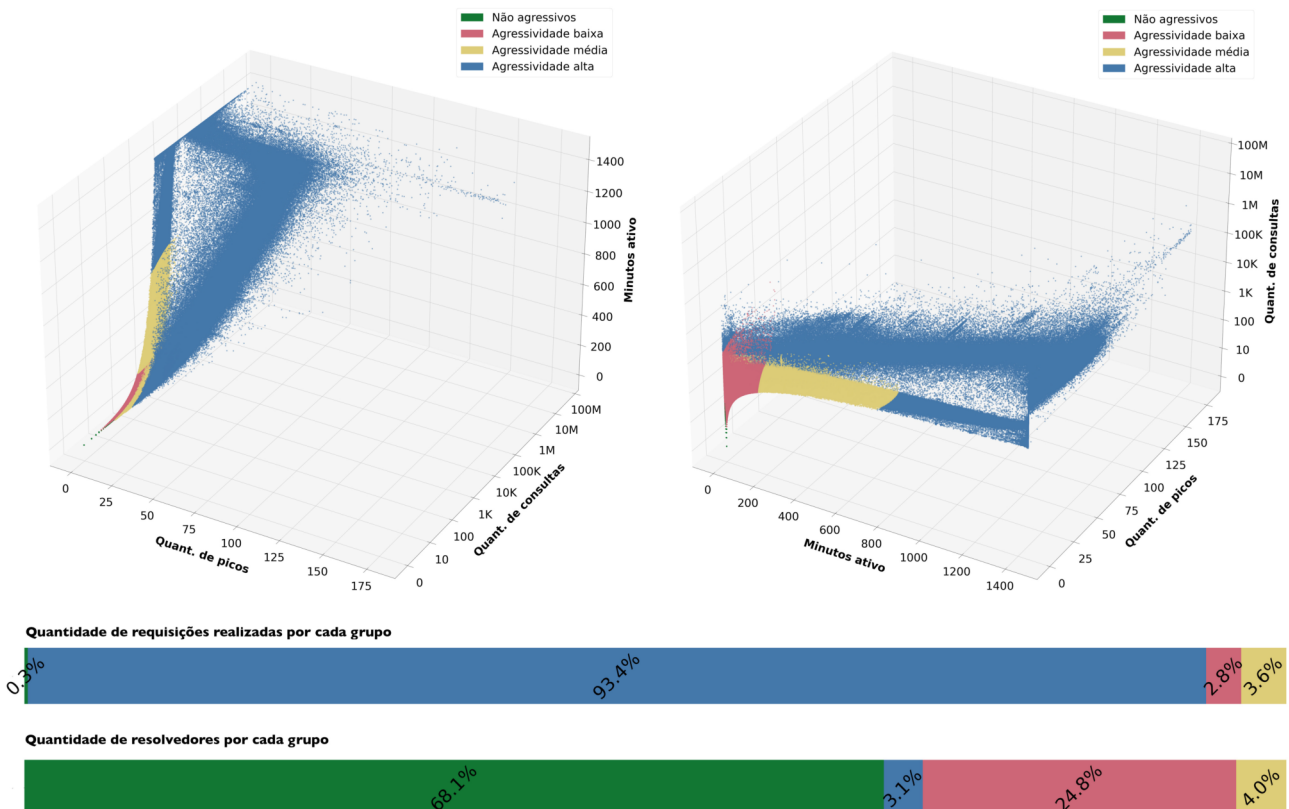 Não agressivos
Agressividade baixa
Agressividade média
Agressividade alta
1400
1200
1000
800
600
400
200
0
Minutos ativo
100M
10M
1M
100K
10K
1K
100
10
0
Quant. de consultas
0
25
50
75
100
125
150
175
Quant. de picos
Não agressivos
Agressividade baixa
Agressividade média
Agressividade alta
100M
10M
1M
100K
10K
1K
100
10
0
Quant. de consultas
175
150
125
100
75
50
25
0
Quant. de picos
0
200
400
600
800
1000
1200
1400
Minutos ativo
Quantidade de requisições realizadas por cada grupo
0.3% 93.4% 2.8% 3.6%
Quantidade de resolvedores por cada grupo
68.1% 3.1% 24.8% 4.0%